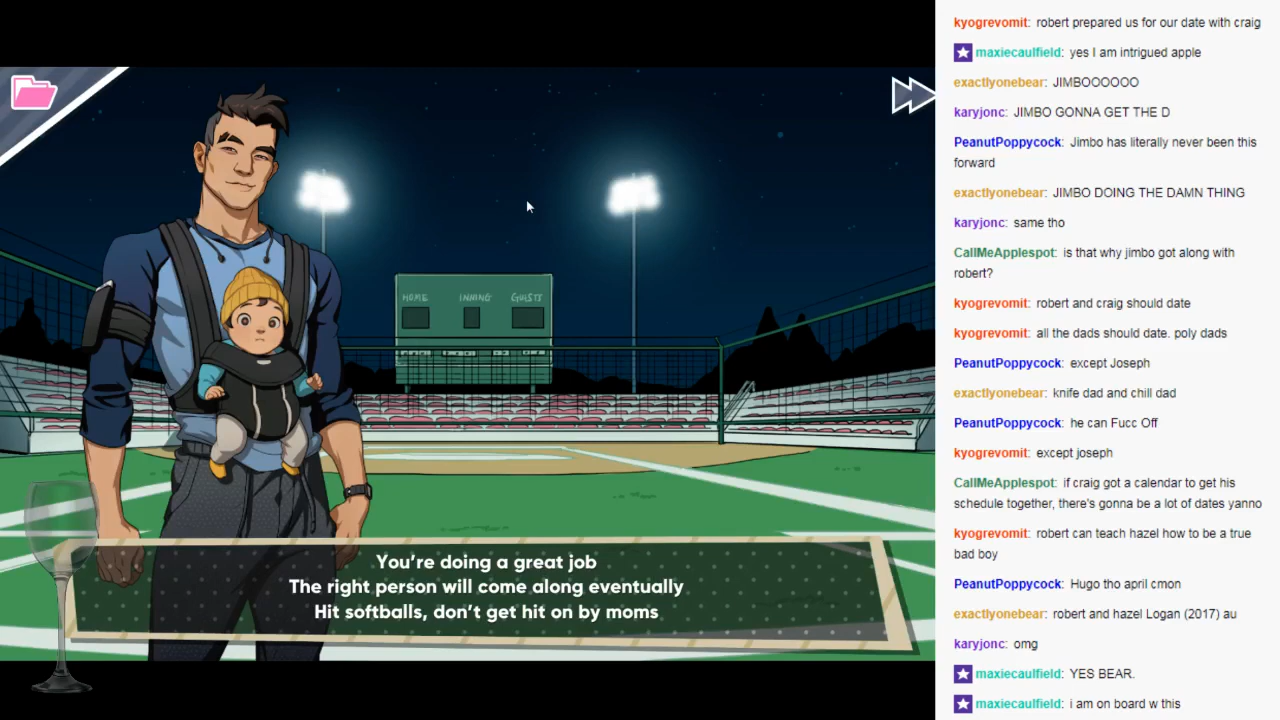 HOME INNING GUESTS
You're doing a great job
The right person will come along eventually
Hit softballs, don't get hit on by moms
kyogrevomit: robert prepared us for our date with craig
maxiecaulfield: yes I am intrigued apple
exactlyonebear: JIMBOOOOOO
karyjonc: JIMBO GONNA GET THE D
PeanutPoppycock: Jimbo has literally never been this
forward
exactlyonebear: JIMBO DOING THE DAMN THING
karyjonc: same tho
CallMeApplespot: is that why jimbo got along with
robert?
kyogrevomit: robert and craig should date
kyogrevomit: all the dads should date. poly dads
PeanutPoppycock: except Joseph
exactlyonebear: knife dad and chill dad
PeanutPoppycock: he can Fucc Off
kyogrevomit: except joseph
CallMeApplespot: if craig got a calendar to get his
schedule together, there's gonna be a lot of dates yanno
kyogrevomit: robert can teach hazel how to be a true
bad boy
PeanutPoppycock: Hugo tho april cmon
exactlyonebear: robert and hazel Logan (2017) au
karyjonc: omg
maxiecaulfield: YES BEAR.
maxiecaulfield: i am on board w this